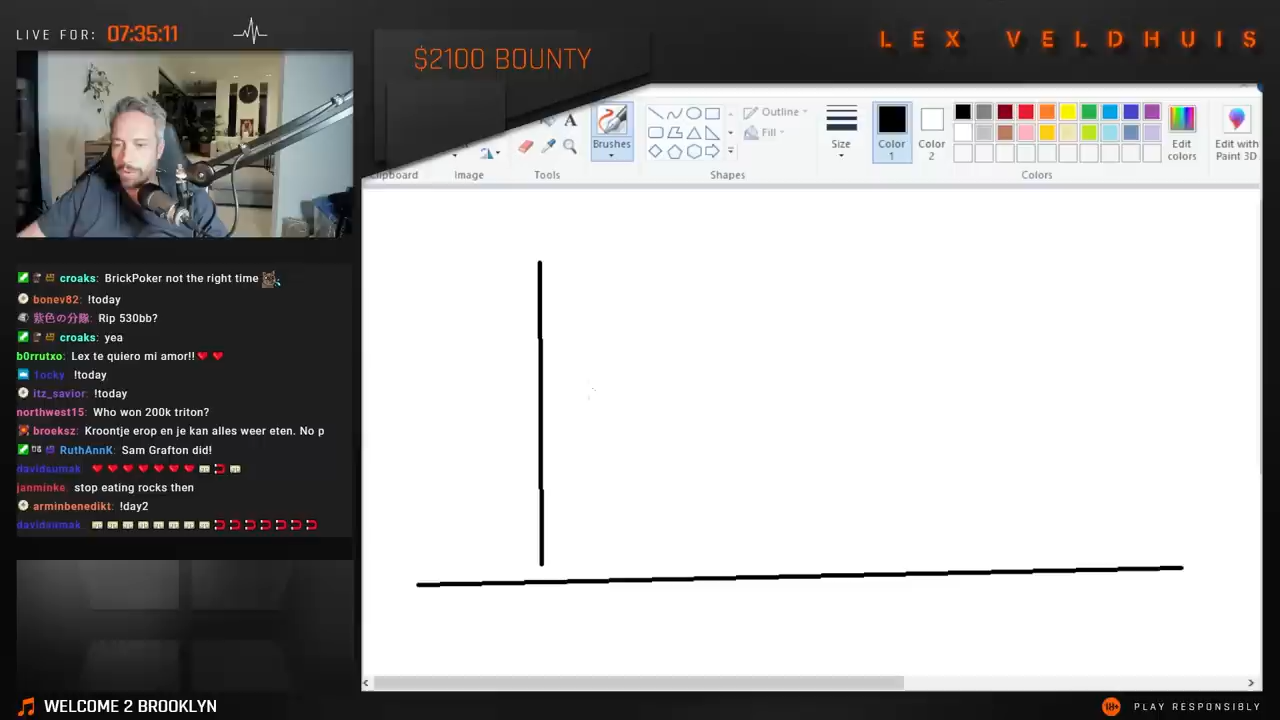 LIVE FOR: 07:35:11
$2100 BOUNTY
LEX VELDHUIS
A
Brushes
Outline
Fill
Size
Color 1
Color 2
Edit colors
Edit with Paint 3D
Clipboard
Image
Tools
Shapes
Colors
croaks: BrickPoker not the right time
bonev82: !today
紫色の分隊: Rip 530bb?
croaks: yea
b0rrutxo: Lex te quiero mi amor!!
Tocky !today
itz_savior: !today
northwest15: Who won 200k triton?
broeksz: Kroontje erop en je kan alles weer eten. No p
RuthAnnK: Sam Grafton did!
davidsumak
janminke: stop eating rocks then
arminbenedikt: !day2
davidsumak
WELCOME 2 BROOKLYN
18+ PLAY RESPONSIBLY